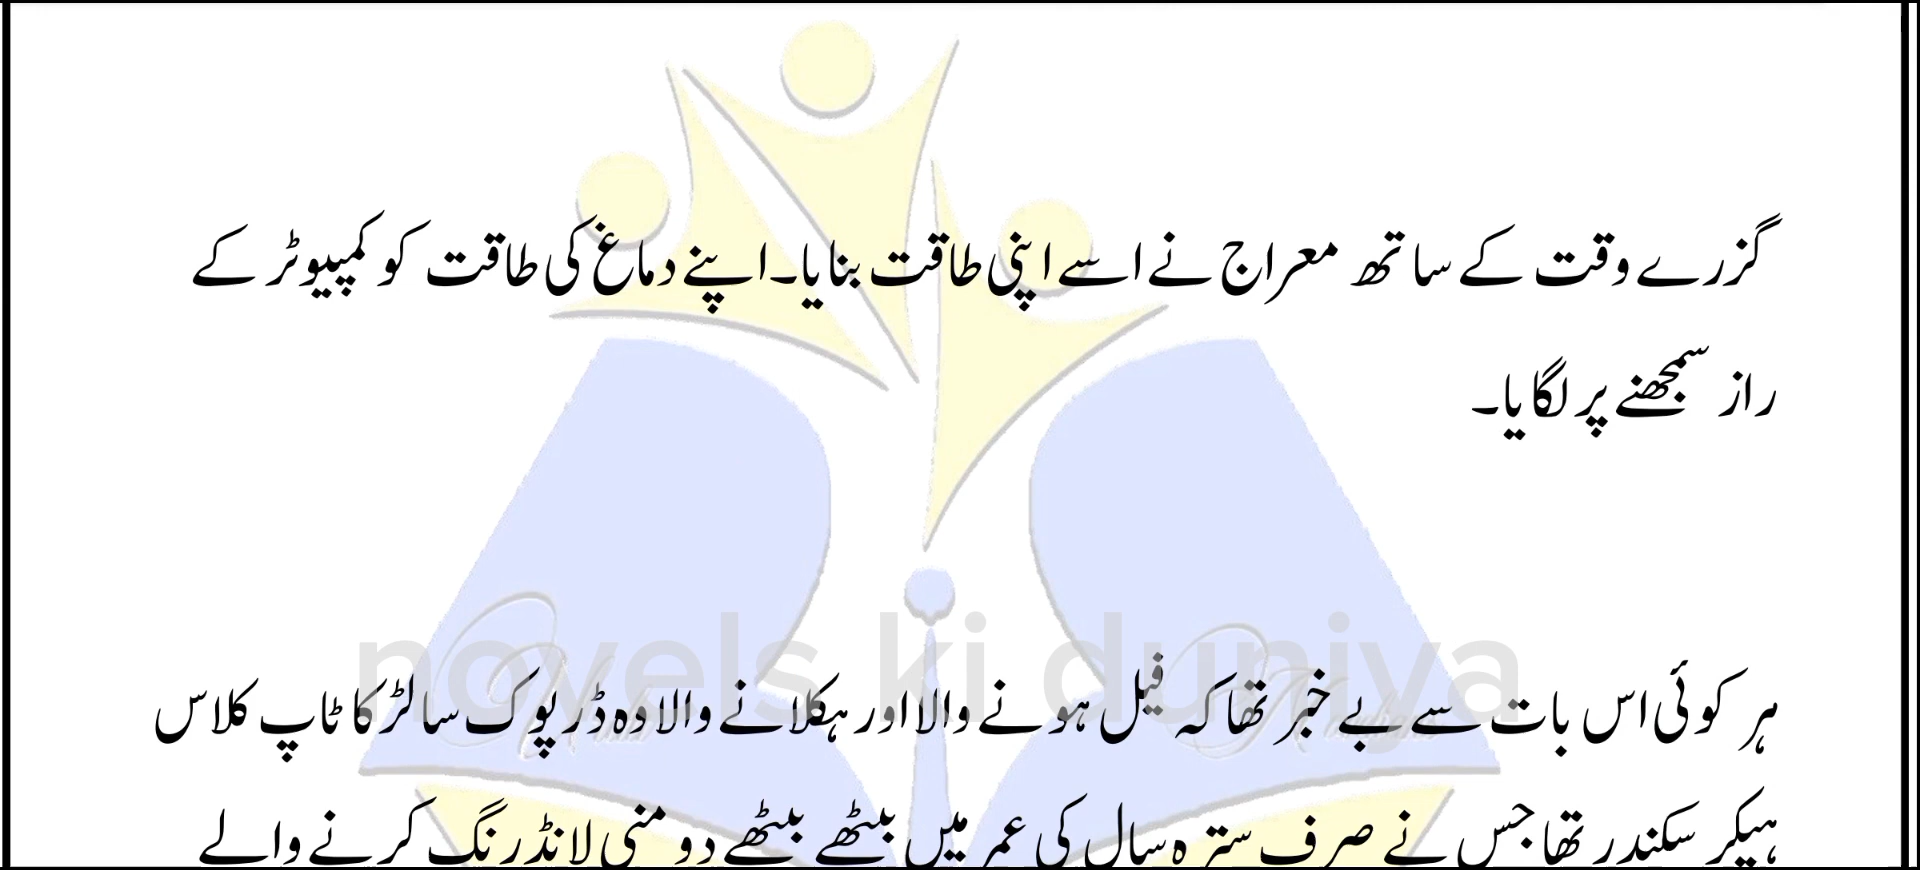 گزرے وقت کے ساتھ معراج نے اسے اپنی طاقت بنایا۔اپنے دماغ کی طاقت کو کمپیوٹر کے
راز سمجھنے پر لگایا۔
novels ki duniya
ہر کوئی اس بات سے بے خبر تھا کہ فیل ہونے والا اور ہکلانے والا وہ ڈرپوک سا لڑکا ٹاپ کلاس
ہیکر سکندر تھا جس نے صرف سترہ سال کی عمر میں بیٹھے بیٹھے دو منی لانڈرنگ کرنے والے